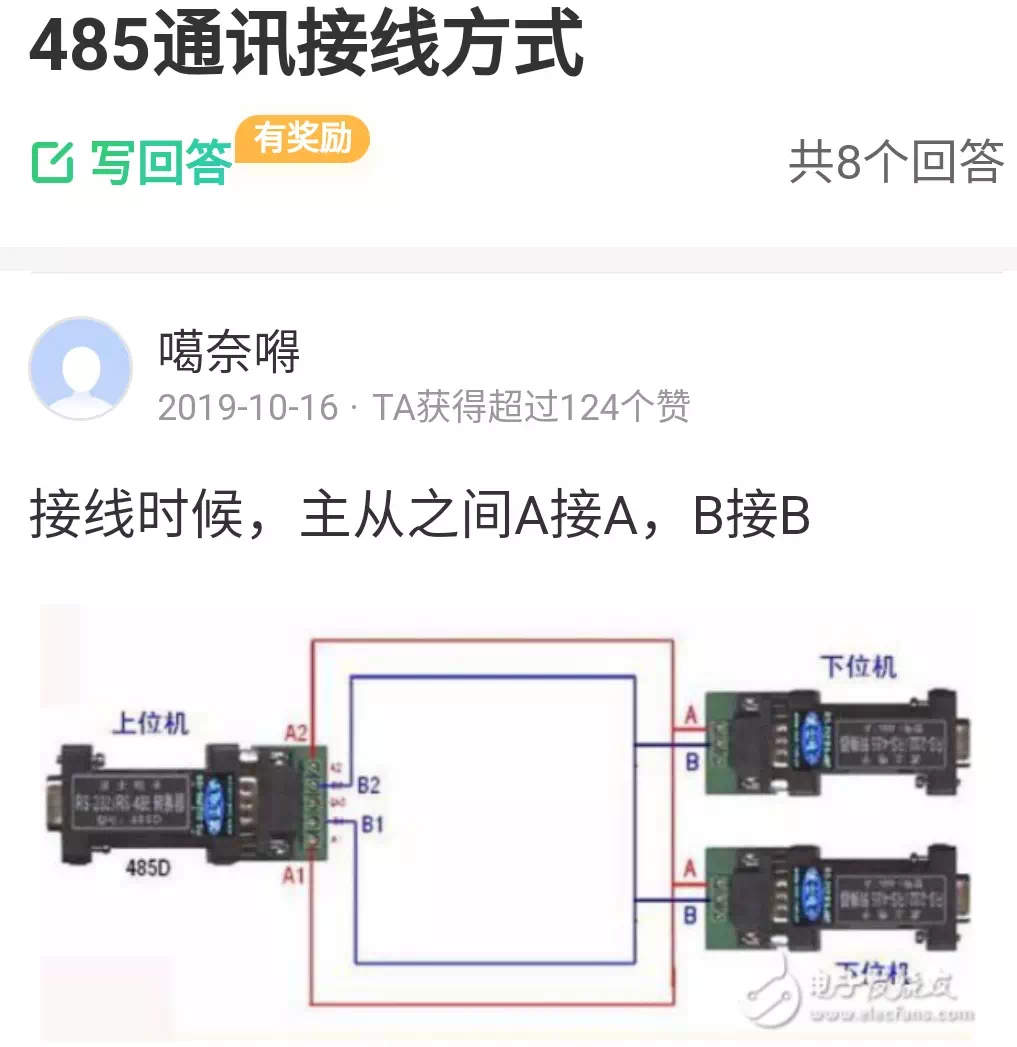 485通讯接线方式
写回答
有奖励
共8个回答
噶奈嘚
2019-10-16 · TA获得超过124个赞
接线时候，主从之间A接A，B接B
下位机
上位机
A2
A
B
B2
B1
RS-232/RS-485转换器
485D
A1
A
B
下位机
电子发烧友
www.elecfans.com